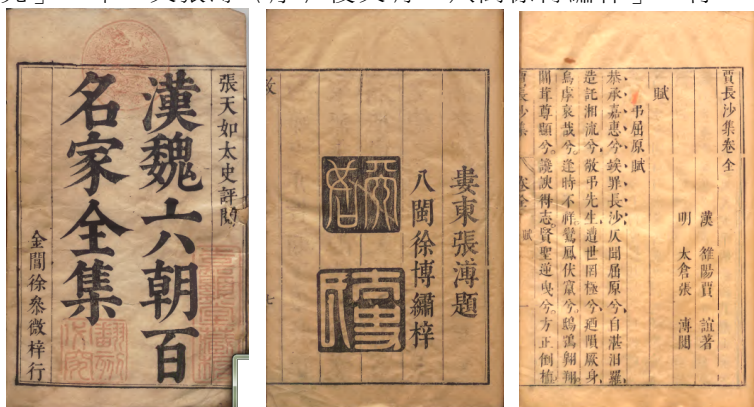 張天如太史評閱
漢魏六朝百
名家全集
金閶徐參微梓行
婁東張溥題
八閩徐博繡梓
賈長沙集卷全
漢 雒陽賈 誼著
明 太倉張 溥閱
賦
弔屈原賦
恭承嘉惠兮竢罪長沙仄聞屈原兮自湛汨羅
造託湘流兮敬弔先生遭世罔極兮迺隕厥身
烏虖哀哉兮逢時不祥鸞鳳伏竄兮鴟鴞翱翔
闒茸尊顯兮讒諛得志賢聖逆曳兮方正倒植